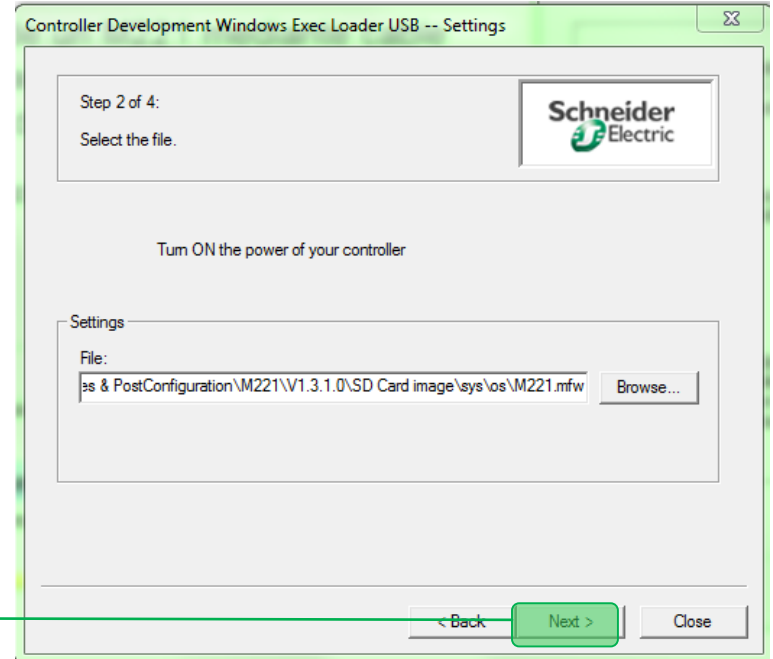 Controller Development Windows Exec Loader USB -- Settings
Step 2 of 4:
Select the file.
Schneider
Electric
Turn ON the power of your controller
Settings
File:
es & PostConfiguration\M221\V1.3.1.0\SD Card image\sys\os\M221.mfw
Browse...
< Back
Next >
Close